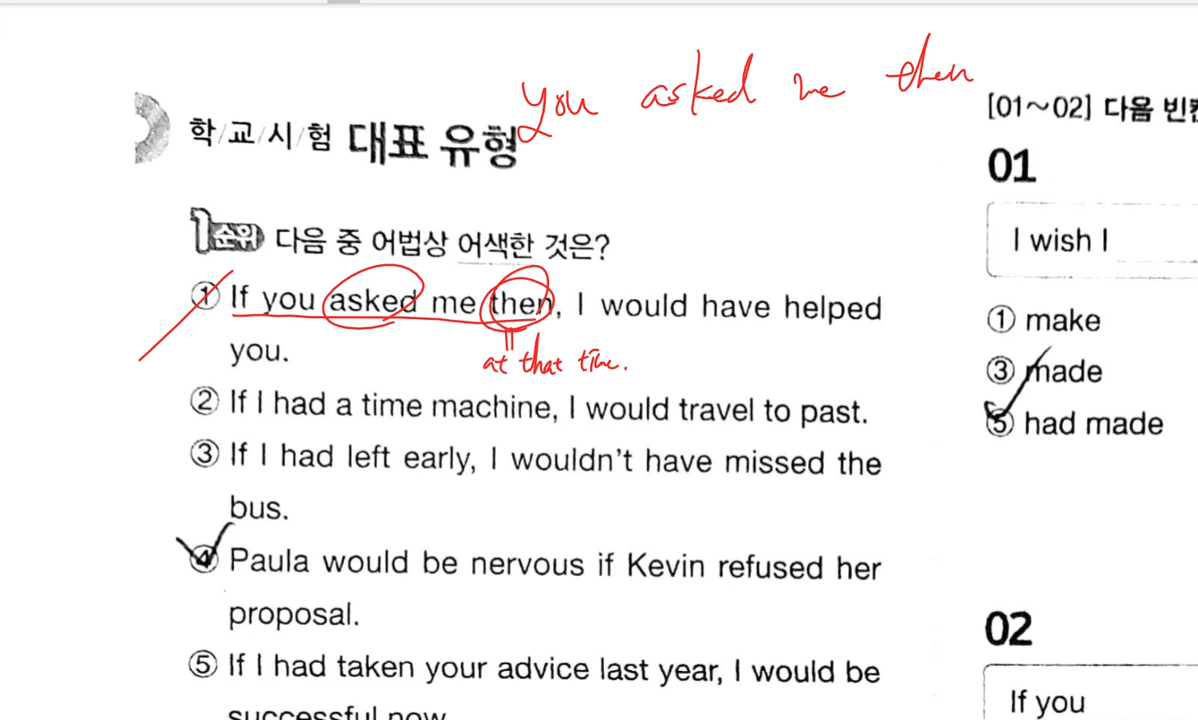 you asked me then
학/교/시/험 대표 유형
1순위 다음 중 어법상 어색한 것은?
① If you asked me then, I would have helped
you.
at that time.
② If I had a time machine, I would travel to past.
③ If I had left early, I wouldn't have missed the
bus.
④ Paula would be nervous if Kevin refused her
proposal.
⑤ If I had taken your advice last year, I would be
successful now.
[01~02] 다음
01
I wish I
① make
③ made
⑤ had made
02
If you